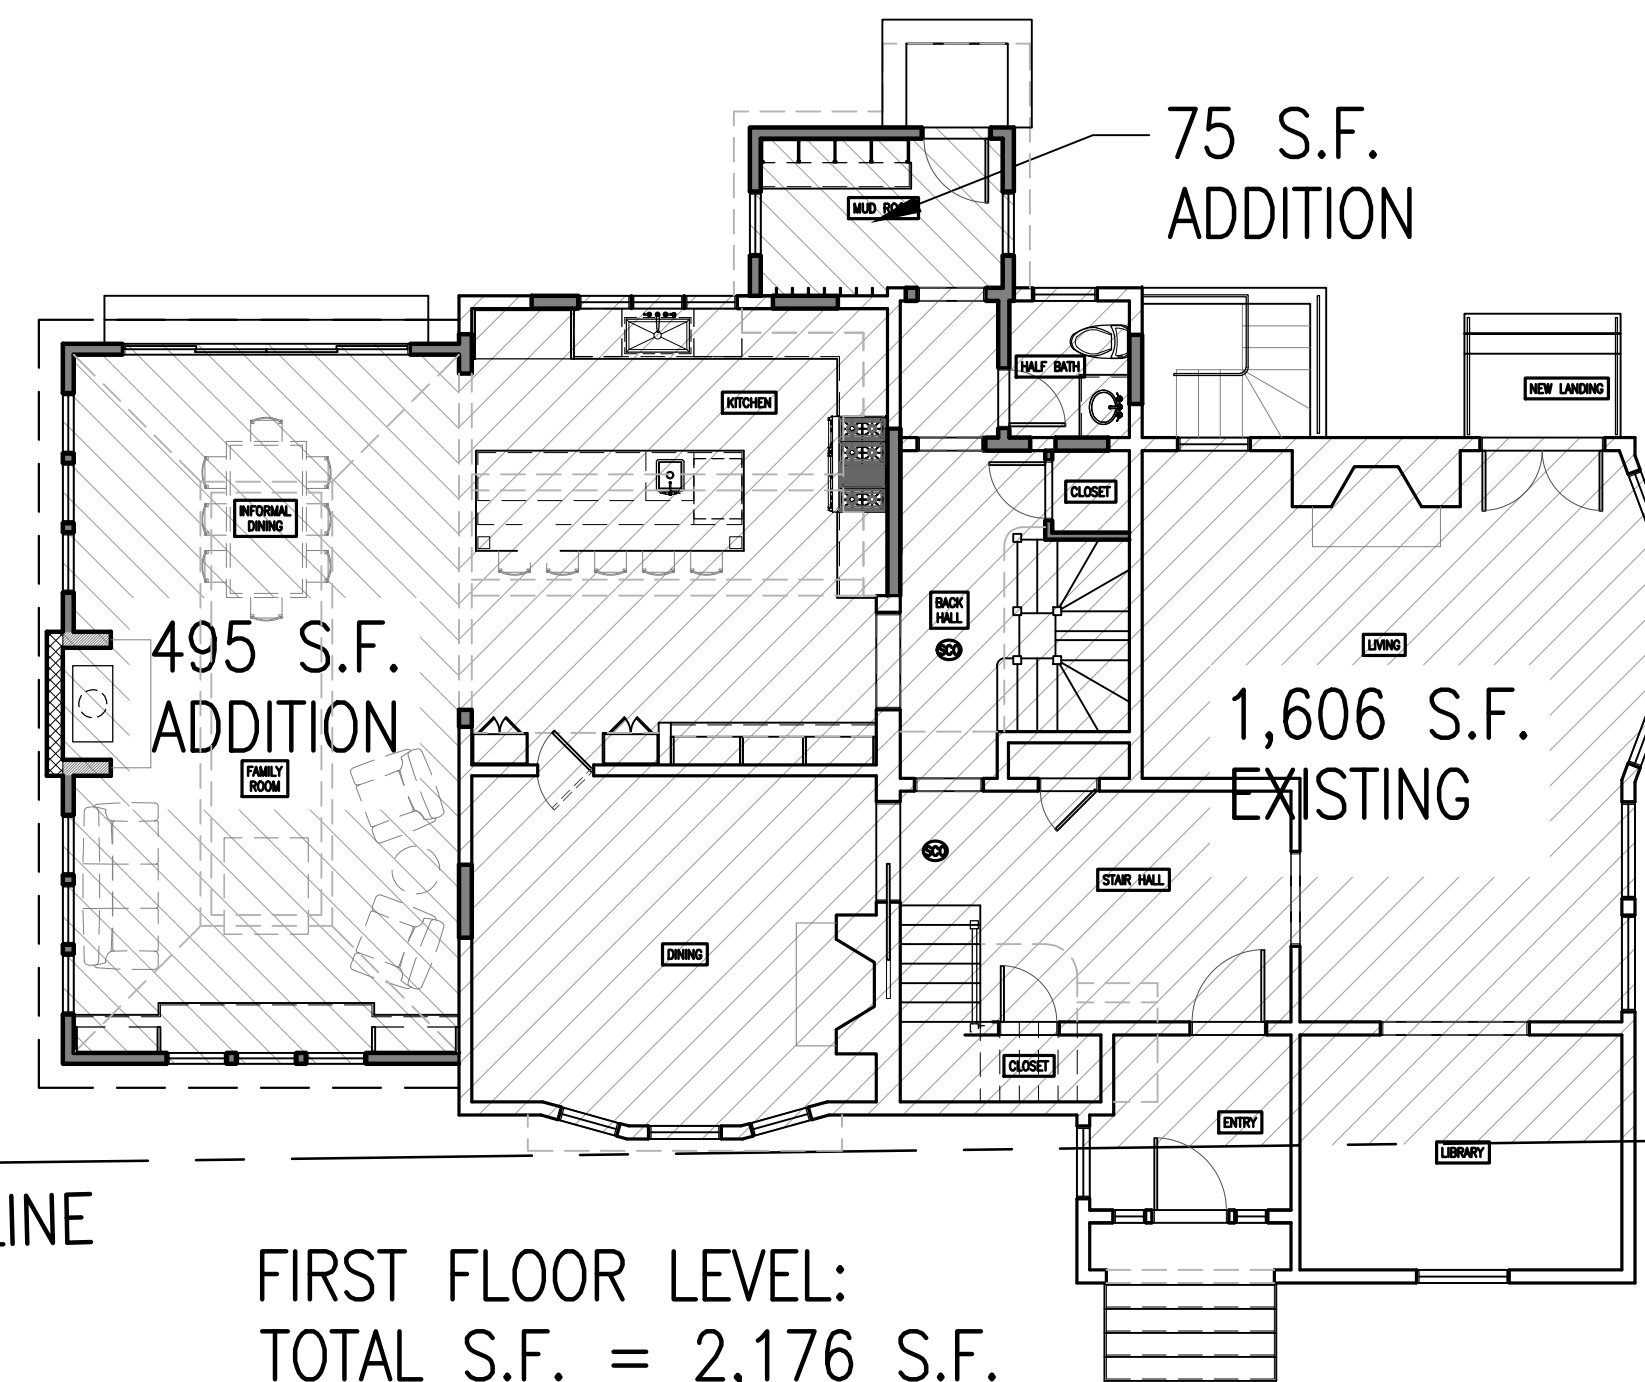 75 S.F.
ADDITION
MUD ROOM
HALF BATH
NEW LANDING
KITCHEN
CLOSET
INFORMAL
DINING
BACK
HALL
SCO
LIVING
495 S.F.
ADDITION
1,606 S.F.
EXISTING
FAMILY
ROOM
SCO
STAIR HALL
DINING
CLOSET
ENTRY
LIBRARY
LINE
FIRST FLOOR LEVEL:
TOTAL S.F. = 2,176 S.F.